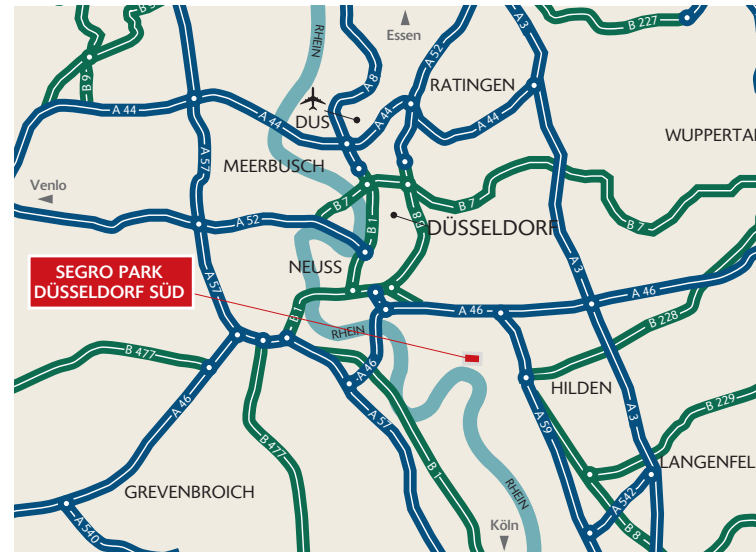 Essen
B 227
A 3
RHEIN
A 52
B 9
A 8
RATINGEN
A 44
DUS
A 44
A 44
A 44
WUPPERTA
A 57
MEERBUSCH
Venlo
B 7
B 7
A 52
B 1
B 8
DÜSSELDORF
B 7
NEUSS
A 3
SEGRO PARK
DÜSSELDORF SÜD
A 57
A 46
B 1
A 46
RHEIN
B 228
B 477
A 46
HILDEN
A 46
A 57
A 59
A 3
B 229
B 477
B 1
LANGENFEL
GREVENBROICH
RHEIN
A 542
Köln
A 540
B 8